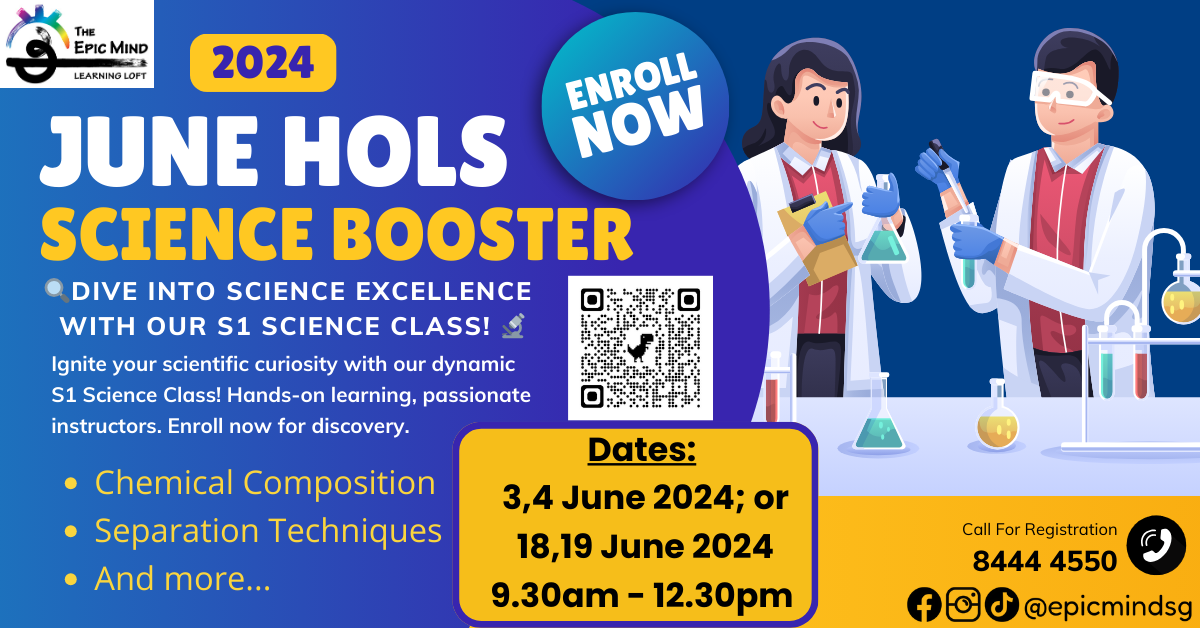 THE
EPIC MIND
LEARNING LOFT
2024
ENROLL
NOW
JUNE HOLS
SCIENCE BOOSTER
🔍DIVE INTO SCIENCE EXCELLENCE
WITH OUR S1 SCIENCE CLASS! 🔬
Ignite your scientific curiosity with our dynamic
S1 Science Class! Hands-on learning, passionate
instructors. Enroll now for discovery.
• Chemical Composition
• Separation Techniques
• And more...
Dates:
3,4 June 2024; or
18,19 June 2024
9.30am - 12.30pm
Call For Registration
8444 4550
@epicmindsg